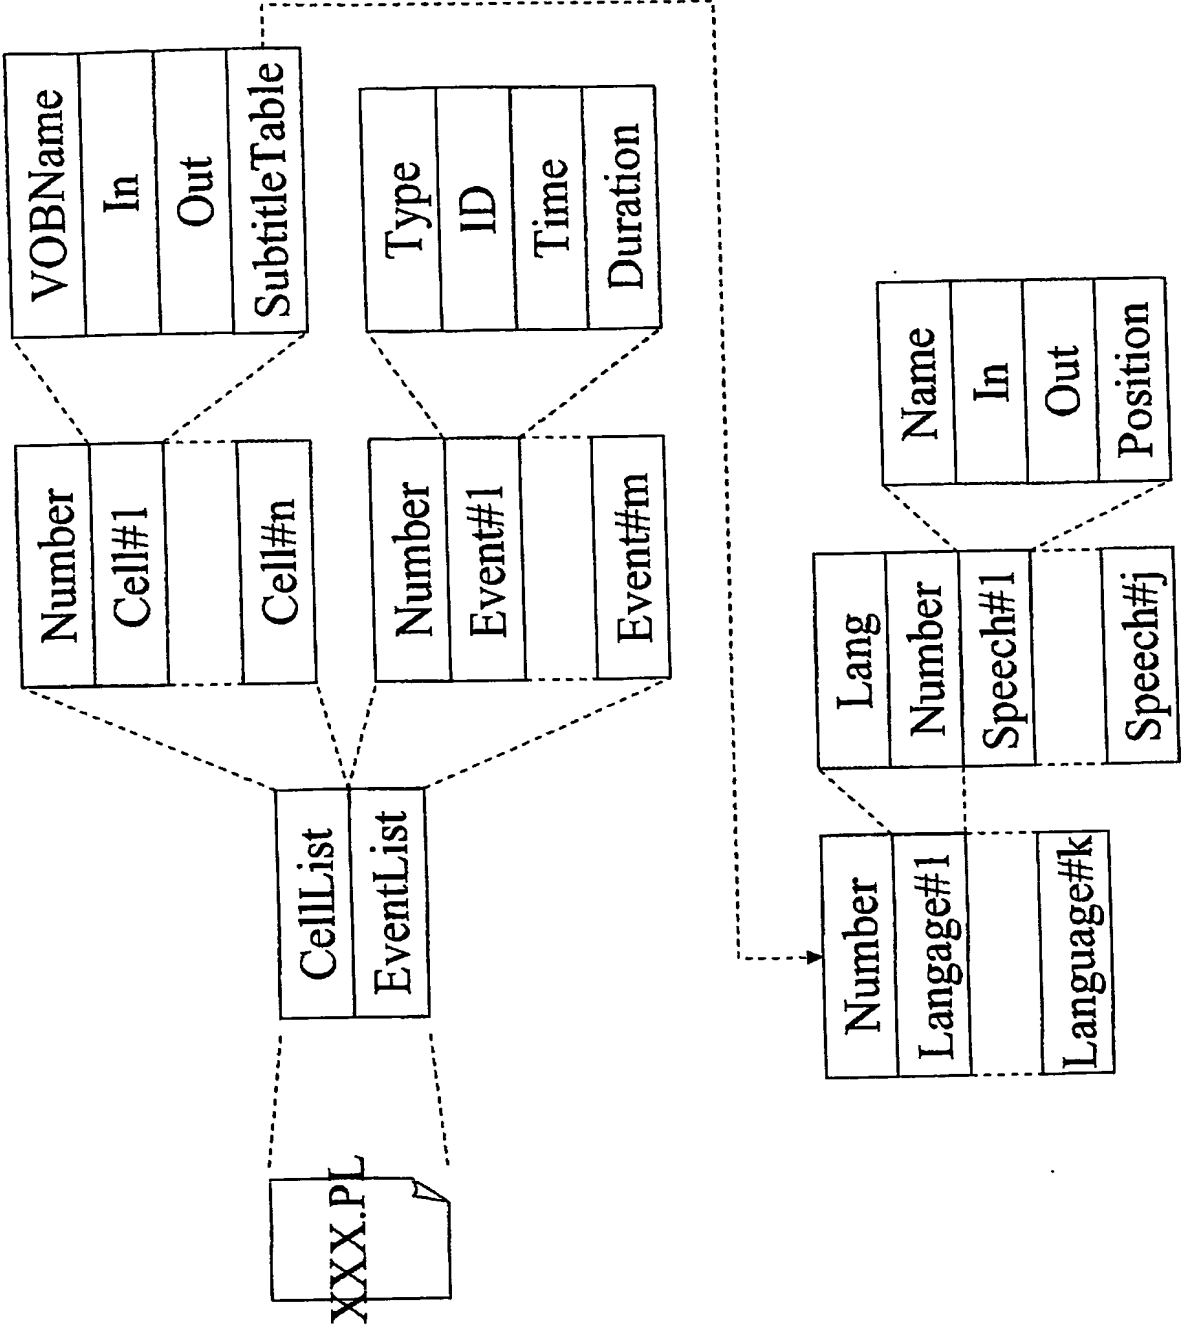 XXX.PL
CellList
EventList
Number
Cell#1
Cell#n
Number
Event#1
Event#m
VOBName
In
Out
SubtitleTable
Type
ID
Time
Duration
Number
Langage#1
Language#k
Lang
Number
Speech#1
Speech#j
Name
In
Out
Position